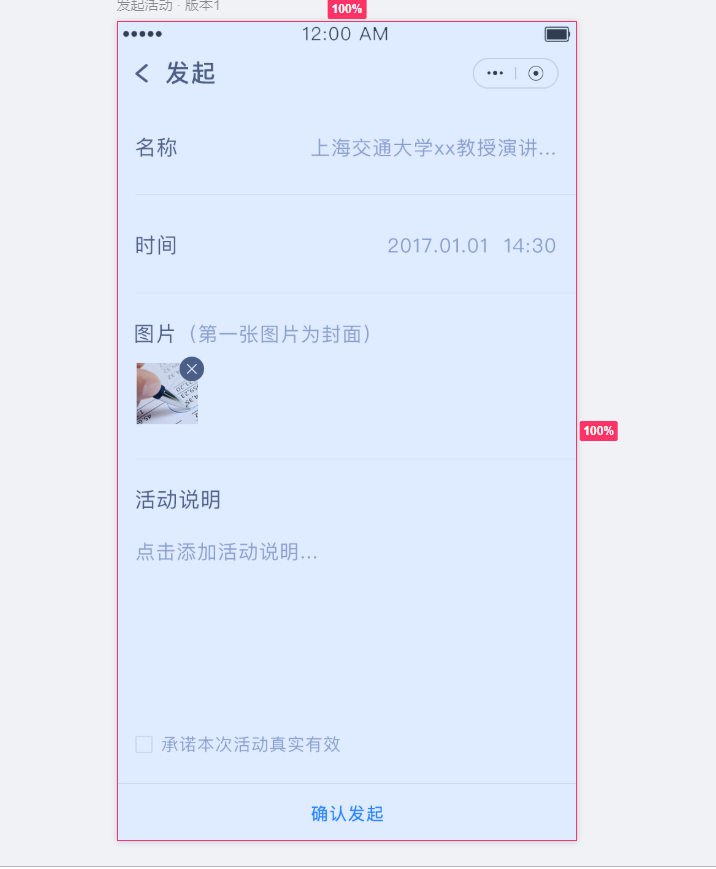 发起活动 · 版本1
100%
12:00 AM
发起
名称 上海交通大学xx教授演讲...
时间 2017.01.01 14:30
图片（第一张图片为封面）
100%
活动说明
点击添加活动说明...
承诺本次活动真实有效
确认发起